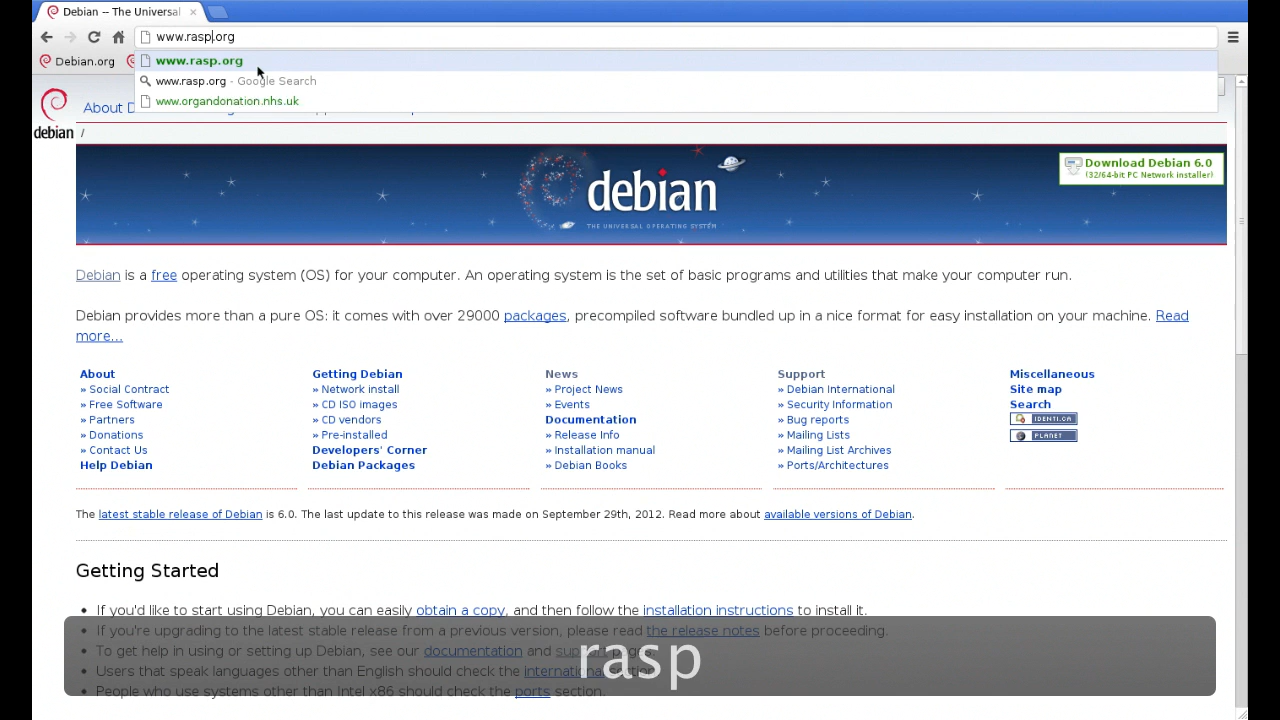 Debian -- The Universal
www.rasp.org
Debian.org
www.rasp.org
www.rasp.org - Google Search
www.organdonation.nhs.uk
About D
debian /
debian
THE UNIVERSAL OPERATING SYSTEM
Download Debian 6.0
(32/64-bit PC Network installer)
Debian is a free operating system (OS) for your computer. An operating system is the set of basic programs and utilities that make your computer run.
Debian provides more than a pure OS: it comes with over 29000 packages, precompiled software bundled up in a nice format for easy installation on your machine. Read
more...
About
» Social Contract
» Free Software
» Partners
» Donations
» Contact Us
Help Debian
Getting Debian
» Network install
» CD ISO images
» CD vendors
» Pre-installed
Developers' Corner
Debian Packages
News
» Project News
» Events
Documentation
» Release Info
» Installation manual
» Debian Books
Support
» Debian International
» Security Information
» Bug reports
» Mailing Lists
» Mailing List Archives
» Ports/Architectures
Miscellaneous
Site map
Search
IDENTI.CA
PLANET
The latest stable release of Debian is 6.0. The last update to this release was made on September 29th, 2012. Read more about available versions of Debian.
Getting Started
• If you'd like to start using Debian, you can easily obtain a copy, and then follow the installation instructions to install it.
• If you're upgrading to the latest stable release from a previous version, please read the release notes before proceeding.
• To get help in using or setting up Debian, see our documentation and support pages.
• Users that speak languages other than English should check the international section.
• People who use systems other than Intel x86 should check the ports section.
rasp